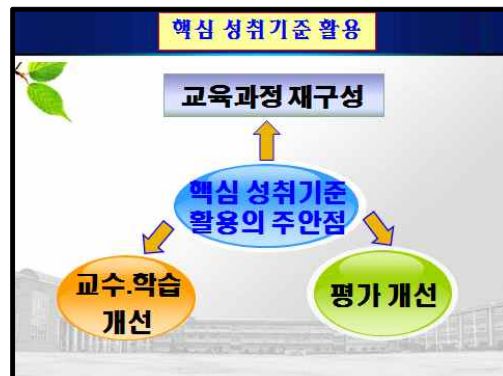 핵심 성취기준 활용
교육과정 재구성
핵심 성취기준
활용의 주안점
교수.학습
개선
평가 개선